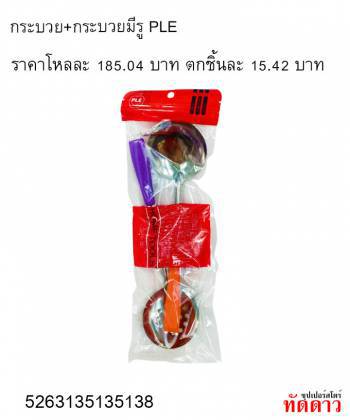 กระบวย+กระบวยมีรู PLE
ราคาโหลละ 185.04 บาท ตกชิ้นละ 15.42 บาท
PLE
5263135135138
ซุปเปอร์สโตร์
ทัดดาว